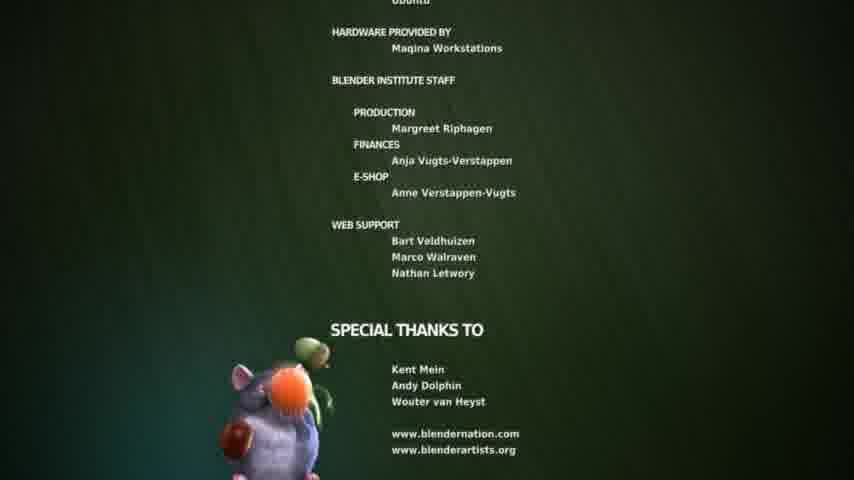 Ubuntu
HARDWARE PROVIDED BY
Maqina Workstations
BLENDER INSTITUTE STAFF
PRODUCTION
Margreet Riphagen
FINANCES
Anja Vugts-Verstappen
E-SHOP
Anne Verstappen-Vugts
WEB SUPPORT
Bart Veldhuizen
Marco Walraven
Nathan Letwory
SPECIAL THANKS TO
Kent Mein
Andy Dolphin
Wouter van Heyst
www.blendernation.com
www.blenderartists.org